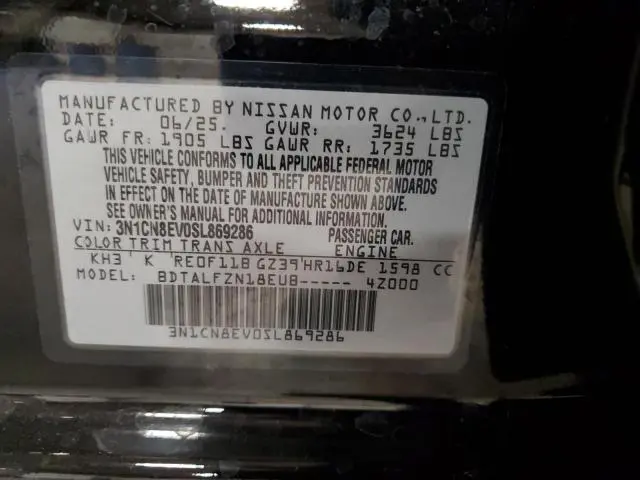 MANUFACTURED BY NISSAN MOTOR CO.,LTD.
DATE: 06/25. GVWR: 3624 LBS
GAWR FR: 1905 LBS GAWR RR: 1735 LBS
THIS VEHICLE CONFORMS TO ALL APPLICABLE FEDERAL MOTOR
VEHICLE SAFETY, BUMPER AND THEFT PREVENTION STANDARDS
IN EFFECT ON THE DATE OF MANUFACTURE SHOWN ABOVE.
SEE OWNER'S MANUAL FOR ADDITIONAL INFORMATION.
VIN: 3N1CN8EV0SL869286 PASSENGER CAR.
COLOR TRIM TRANS AXLE ENGINE
KH3 K RE0F11B GZ39 HR16DE 1598 CC
MODEL: BDTALFZN18EUB----- 4Z000
3N1CN8EV0SL869286